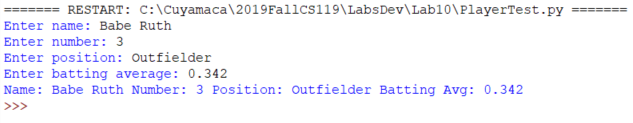 ======= RESTART: C:\Cuyamaca\2019FallCS119\LabsDev\Lab10\PlayerTest.py =======
Enter name: Babe Ruth
Enter number: 3
Enter position: Outfielder
Enter batting average: 0.342
Name: Babe Ruth Number: 3 Position: Outfielder Batting Avg: 0.342
>>>